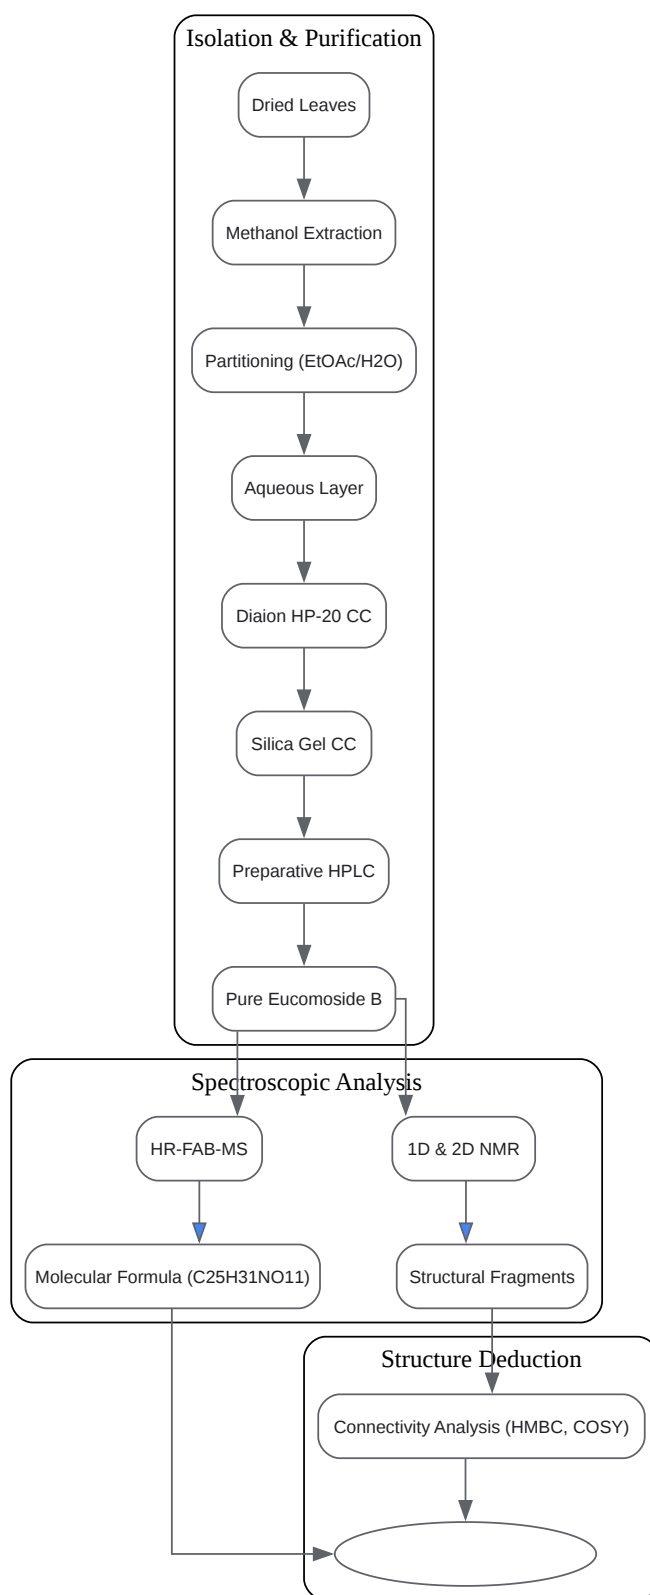 Isolation & Purification
Dried Leaves
Methanol Extraction
Partitioning (EtOAc/H2O)
Aqueous Layer
Diaion HP-20 CC
Silica Gel CC
Preparative HPLC
Pure Eucomoside B
Spectroscopic Analysis
HR-FAB-MS
1D & 2D NMR
Molecular Formula (C25H31NO11)
Structural Fragments
Structure Deduction
Connectivity Analysis (HMBC, COSY)